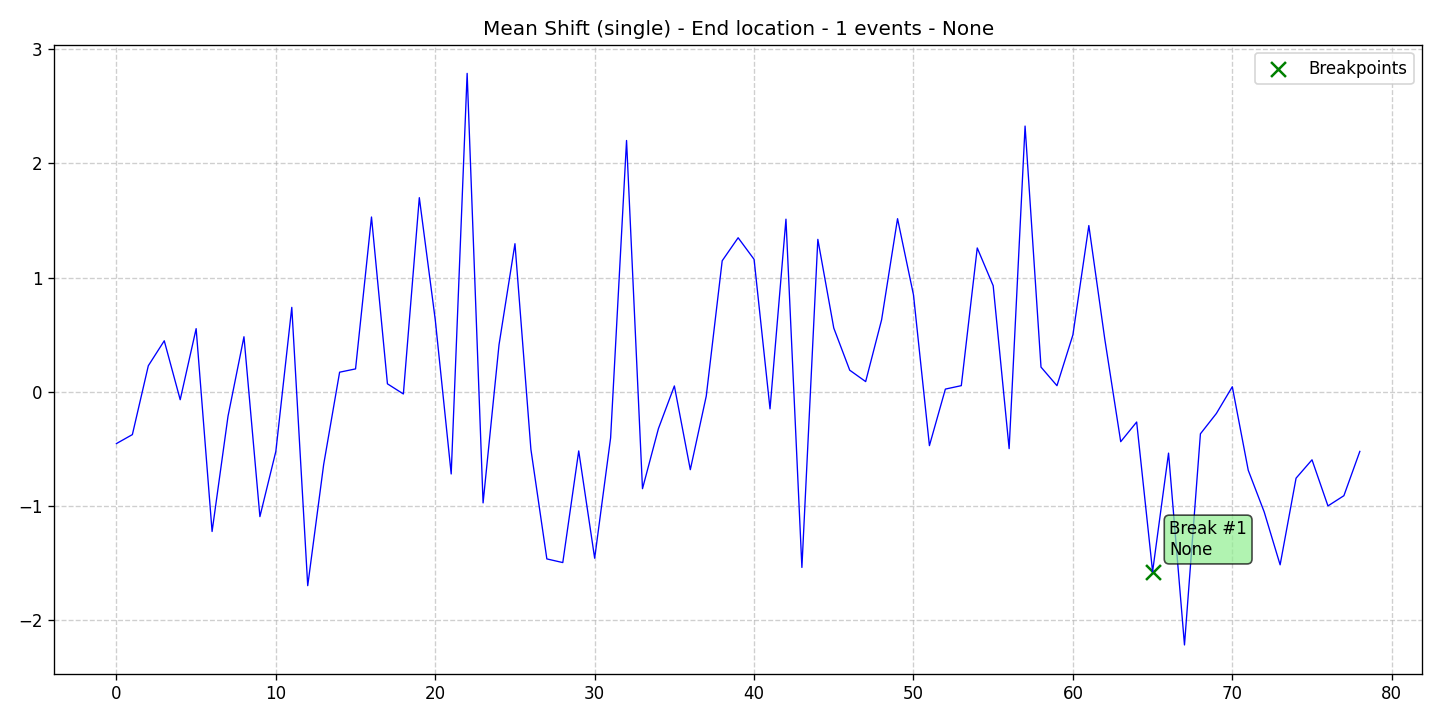 Mean Shift (single) - End location - 1 events - None
Breakpoints
3
2
1
0
−1
−2
Break #1
None
0 10 20 30 40 50 60 70 80